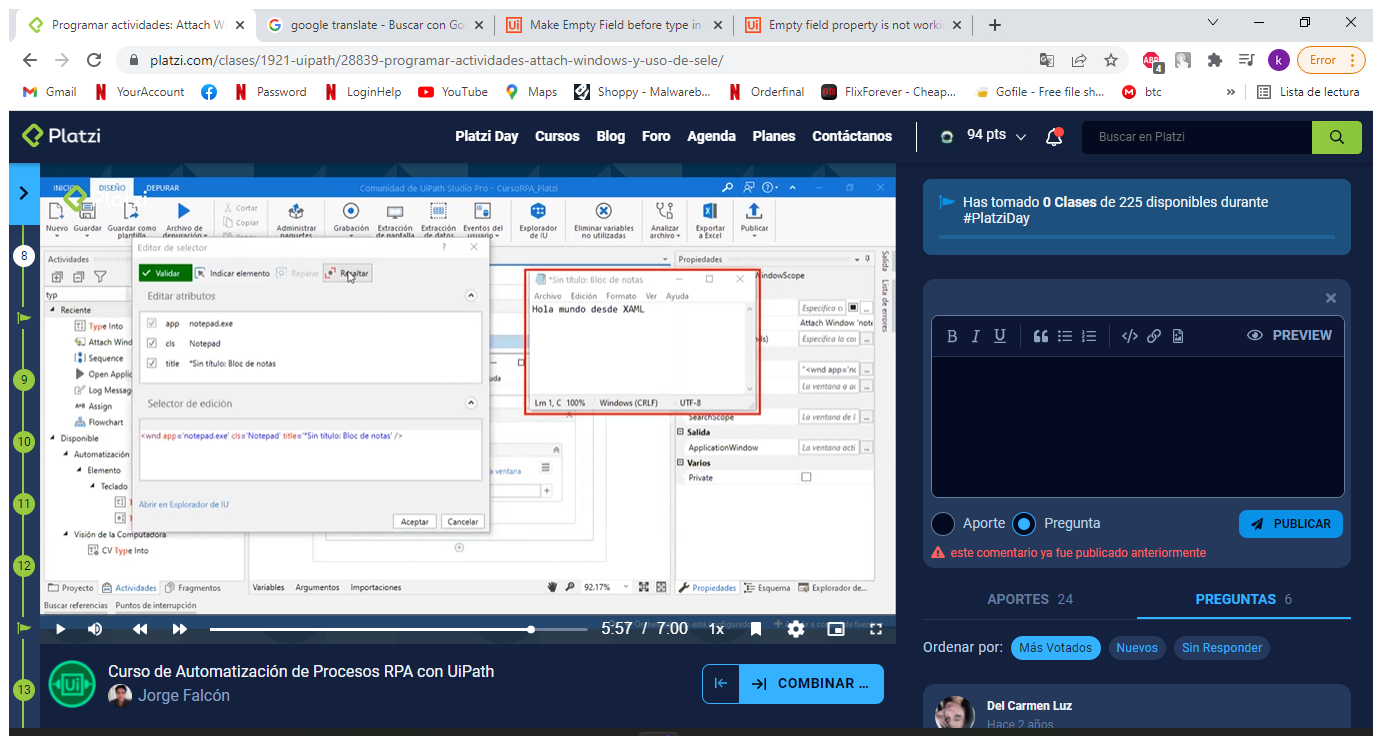 Programar actividades: Attach W
google translate - Buscar con Go
Make Empty Field before type in
Empty field property is not worki
platzi.com/clases/1921-uipath/28839-programar-actividades-attach-windows-y-uso-de-sele/
ABP 4
k
Error
Gmail
YourAccount
Password
LoginHelp
YouTube
Maps
Shoppy - Malwareb...
Orderfinal
FlixForever - Cheap...
Gofile - Free file sh...
btc
»
Lista de lectura
Platzi
Platzi Day
Cursos
Blog
Foro
Agenda
Planes
Contáctanos
94 pts
Buscar en Platzi
8
9
10
11
12
13
INICIO
DISEÑO
DEPURAR
Comunidad de UiPath Studio Pro - CursoRPA_Platzi
Nuevo
Guardar
Guardar como plantilla
Archivo de depuración
Cortar
Copiar
Administrar paquetes
Grabación
Extracción de pantalla
Extracción de datos
Eventos del usuario
Explorador de IU
Eliminar variables no utilizadas
Analizar archivo
Exportar a Excel
Publicar
Actividades
typ
Reciente
Type Into
Attach Wind
Sequence
Open Applic
Log Messag
Assign
Flowchart
Disponible
Automatización
Elemento
Teclado
Visión de la Computadora
CV Type Into
Proyecto
Actividades
Fragmentos
Buscar referencias
Puntos de interrupción
Editor de selector
Validar
Indicar elemento
Reparar
Resaltar
Editar atributos
app notepad.exe
cls Notepad
title *Sin título: Bloc de notas
Selector de edición
<wnd app='notepad.exe' cls='Notepad' title='*Sin título: Bloc de notas' />
Abrir en Explorador de IU
Aceptar
Cancelar
uda
a ventana
*Sin título: Bloc de notas
Archivo Edición Formato Ver Ayuda
Hola mundo desde XAML
Lm 1, C 100% Windows (CRLF) UTF-8
Variables
Argumentos
Importaciones
92.17%
Propiedades
WindowScope
Attach Window 'note
Especifica la co
"<wnd app='no
La ventana a ac
SearchScope
La ventana de l
Salida
ApplicationWindow
La ventana acti
Varios
Private
Propiedades
Esquema
Explorador de...
Salida
Lista de errores
5:57 / 7:00
1x
Curso de Automatización de Procesos RPA con UiPath
Jorge Falcón
COMBINAR ...
Has tomado 0 Clases de 225 disponibles durante
#PlatziDay
B I U
PREVIEW
Aporte
Pregunta
PUBLICAR
este comentario ya fue publicado anteriormente
APORTES 24
PREGUNTAS 6
Ordenar por:
Más Votados
Nuevos
Sin Responder
Del Carmen Luz
Hace 2 años